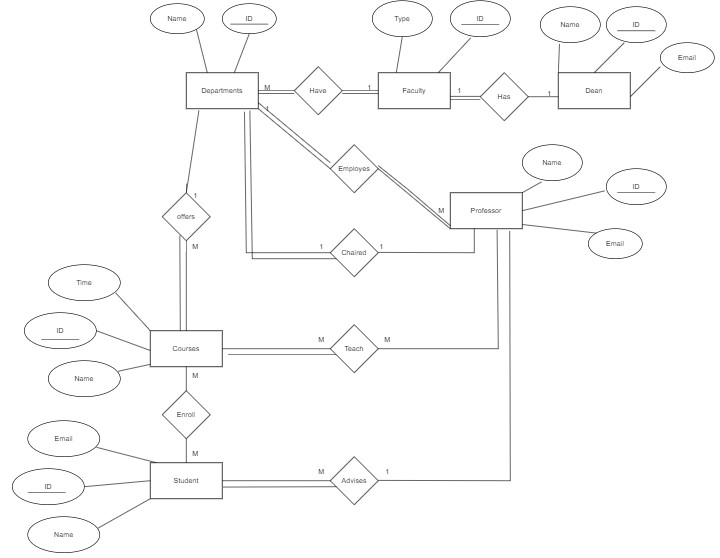 Name
ID
Type
ID
Name
ID
Email
Departments
M
Have
1
Faculty
1
Has
1
Dean
1
Employes
Name
ID
M
Professor
Email
1
offers
M
1
Chaired
1
Time
ID
Name
Courses
M
Teach
M
M
Enroll
M
Email
ID
Name
Student
M
Advises
1